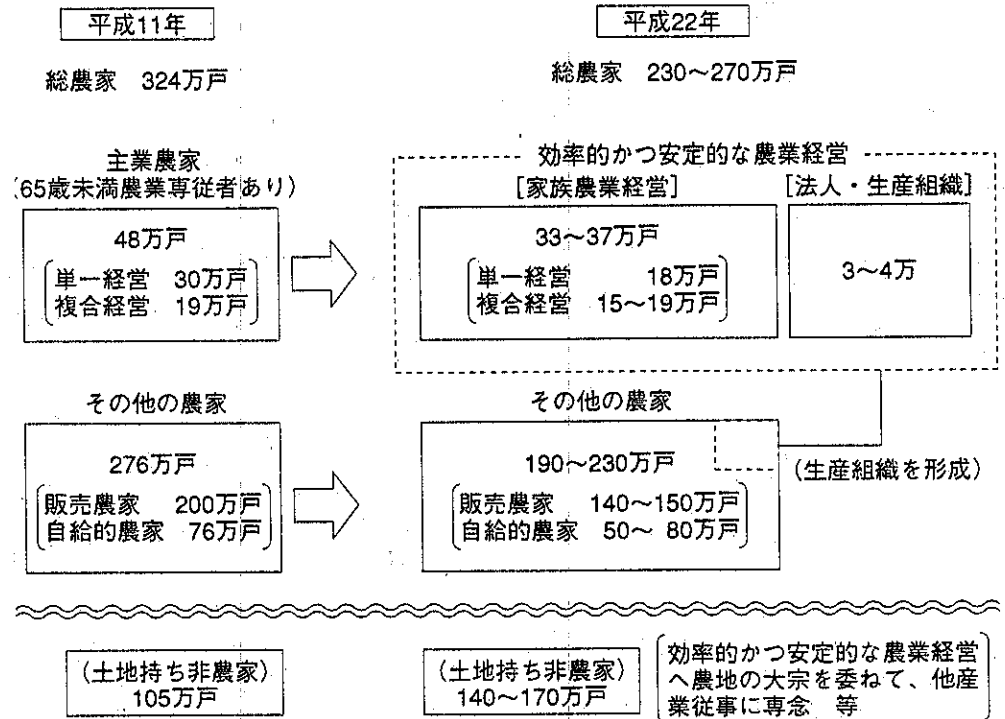 平成11年
平成22年
総農家 324万戸
総農家 230～270万戸
主業農家
(65歳未満農業専従者あり)
48万戸
単一経営 30万戸
複合経営 19万戸
効率的かつ安定的な農業経営
[家族農業経営]
33～37万戸
単一経営 18万戸
複合経営 15～19万戸
[法人・生産組織]
3～4万
その他の農家
276万戸
販売農家 200万戸
自給的農家 76万戸
その他の農家
190～230万戸
販売農家 140～150万戸
自給的農家 50～ 80万戸
(生産組織を形成)
(土地持ち非農家)
105万戸
(土地持ち非農家)
140～170万戸
効率的かつ安定的な農業経営
へ農地の大宗を委ねて、他産
業従事に専念 等